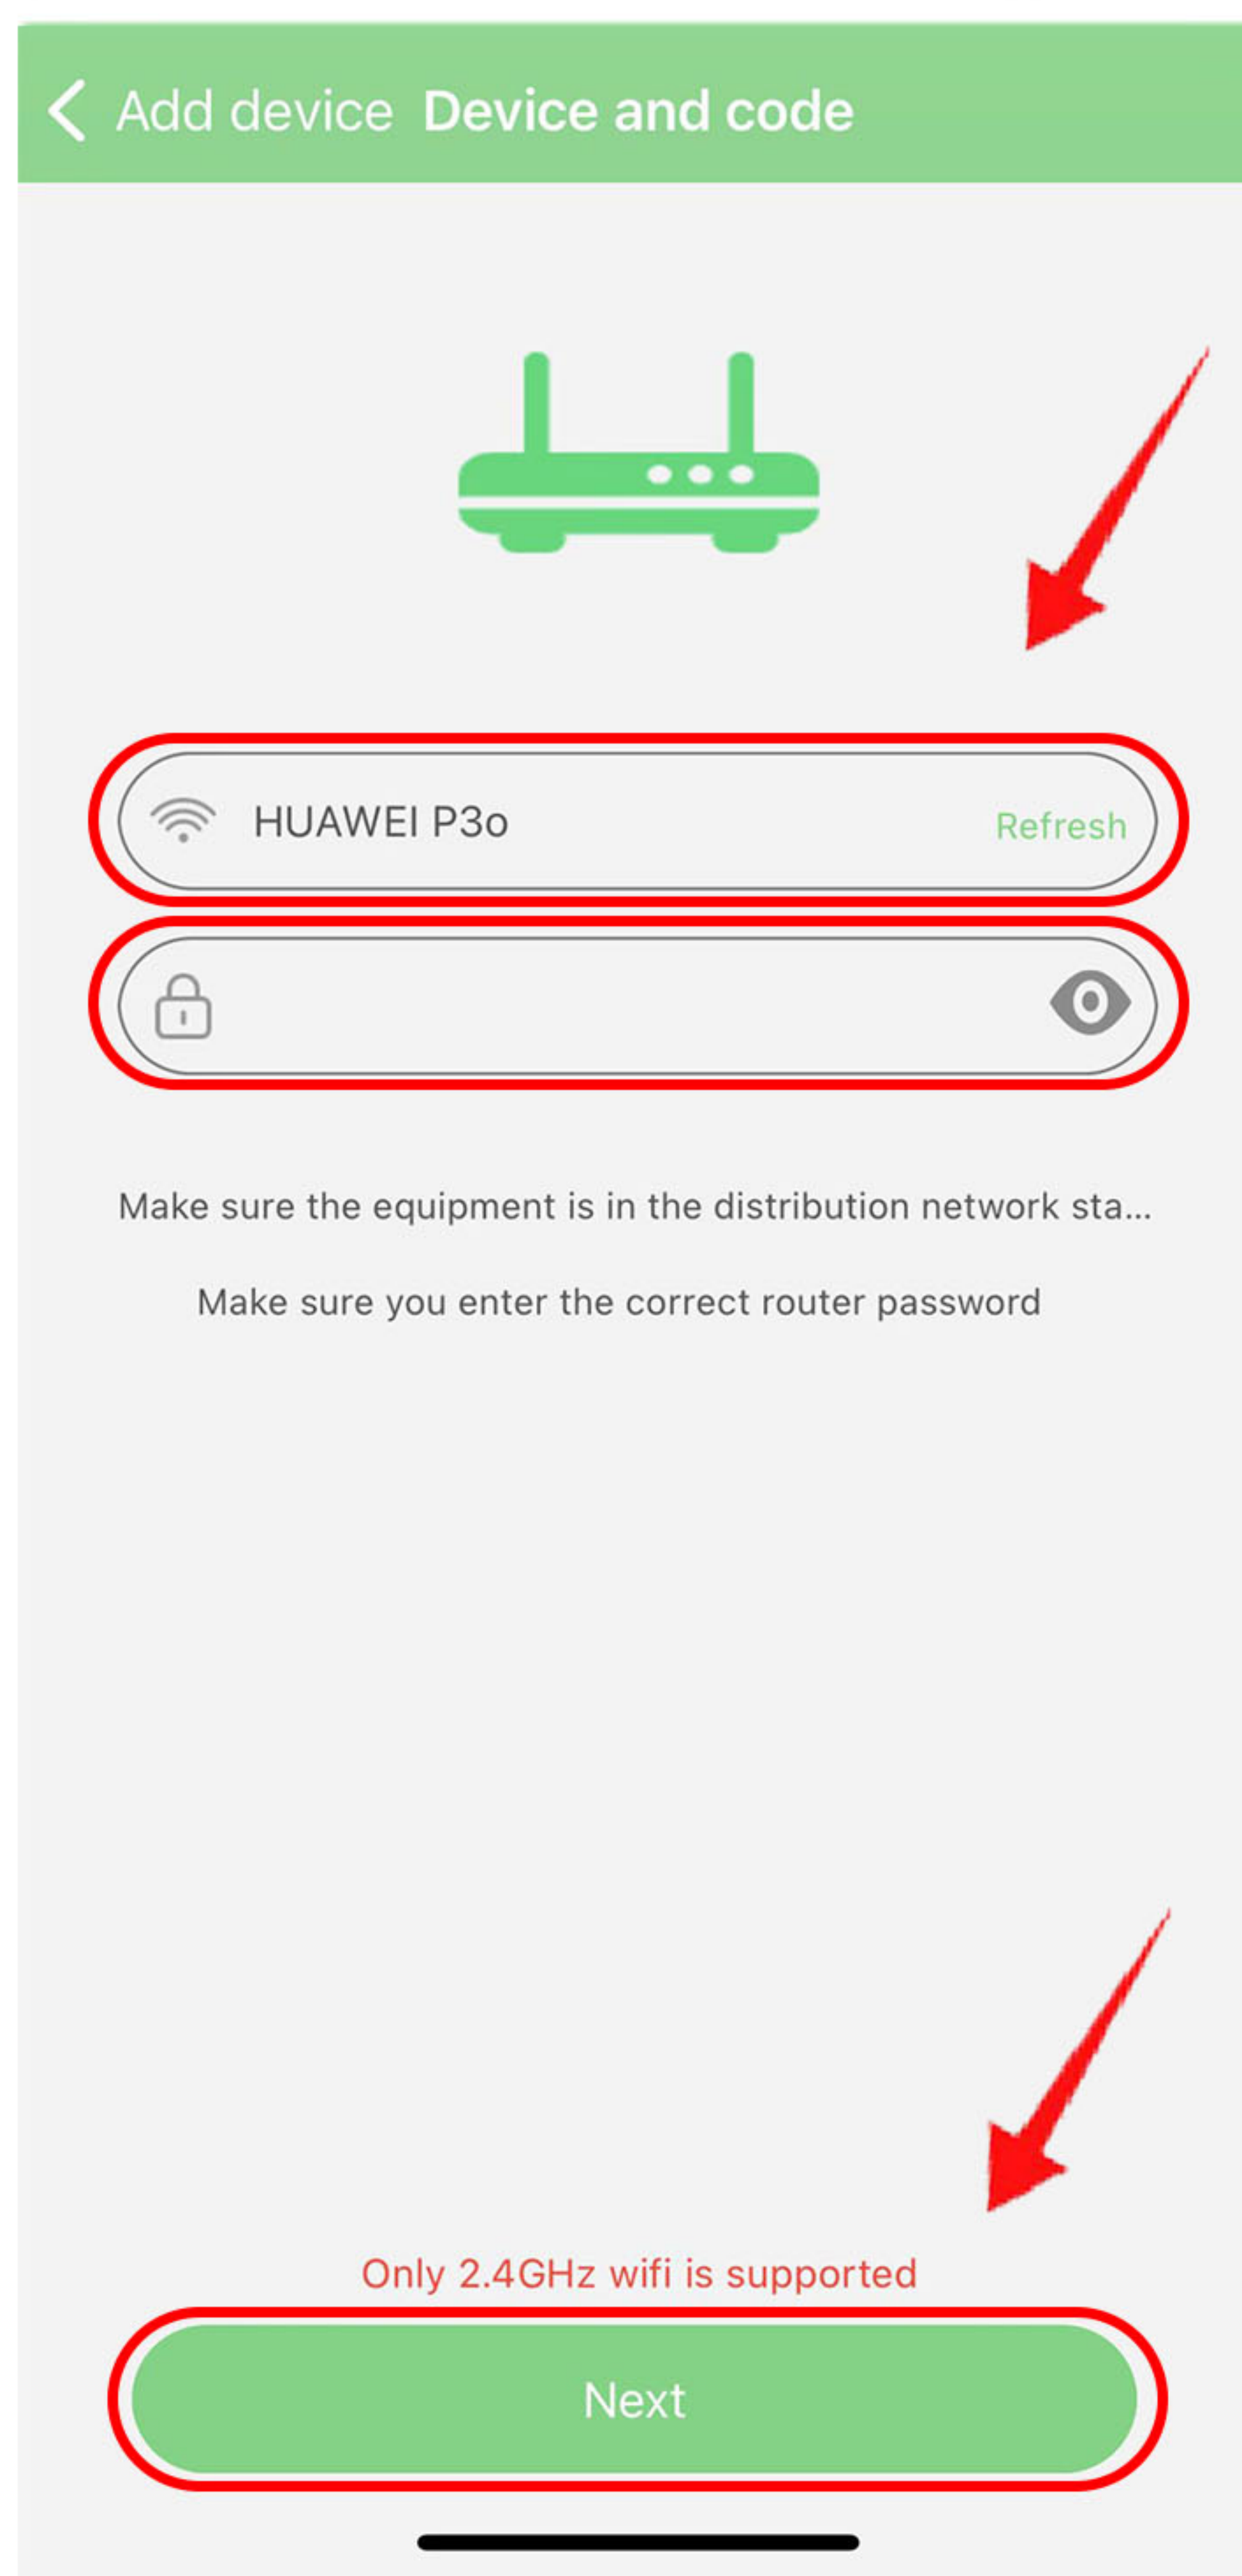 Add device Device and code
HUAWEI P3o
Refresh
Make sure the equipment is in the distribution network sta...
Make sure you enter the correct router password
Only 2.4GHz wifi is supported
Next